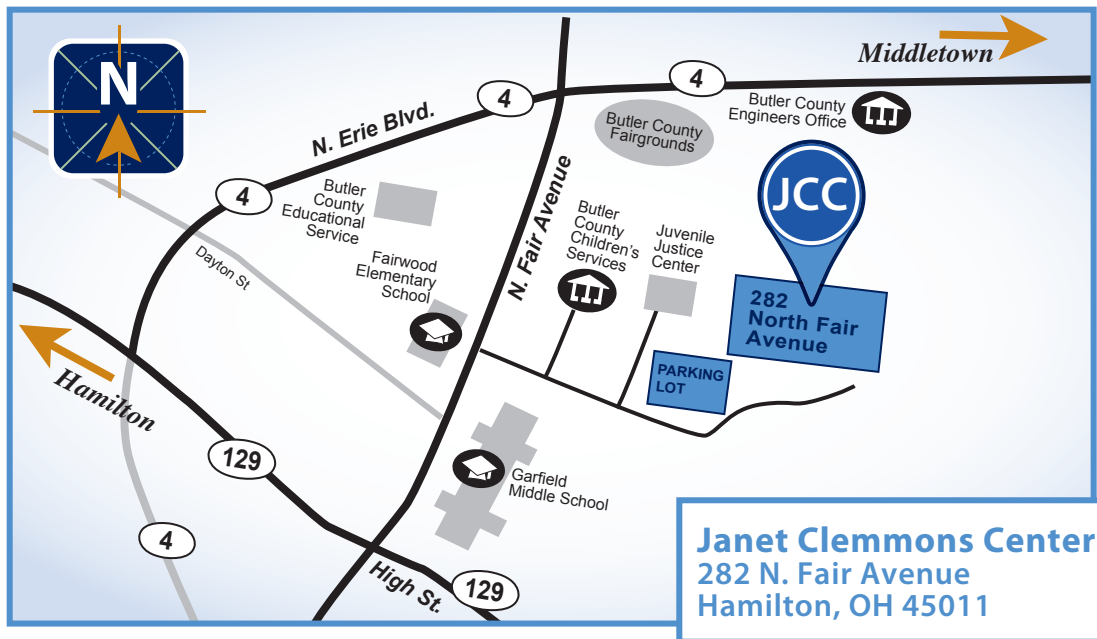 N
Middletown
4
4
N. Erie Blvd.
Butler County
Engineers Office
Butler County
Fairgrounds
JCC
4
Butler
County
Educational
Service
N. Fair Avenue
Butler
County
Children's
Services
Juvenile
Justice
Center
Dayton St
Fairwood
Elementary
School
282
North Fair
Avenue
PARKING
LOT
Hamilton
129
Garfield
Middle School
4
High St.
129
Janet Clemmons Center
282 N. Fair Avenue
Hamilton, OH 45011